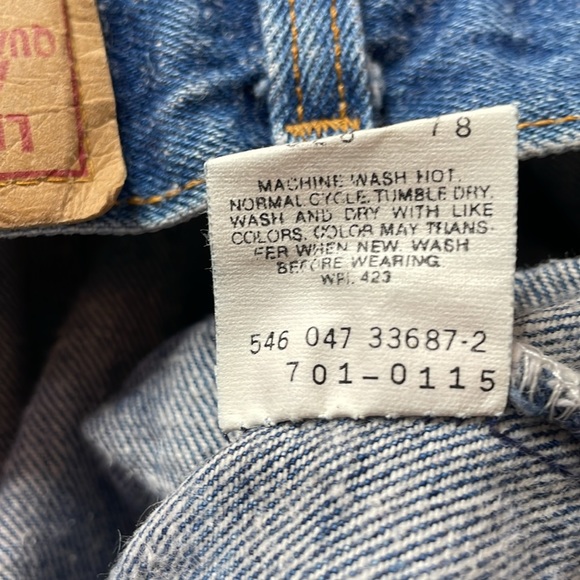 78
MACHINE WASH HOT.
NORMAL CYCLE. TUMBLE DRY.
WASH AND DRY WITH LIKE
COLORS. COLOR MAY TRANS-
FER WHEN NEW. WASH
BEFORE WEARING.
WPL 423
546 047 33687-2
701-0115